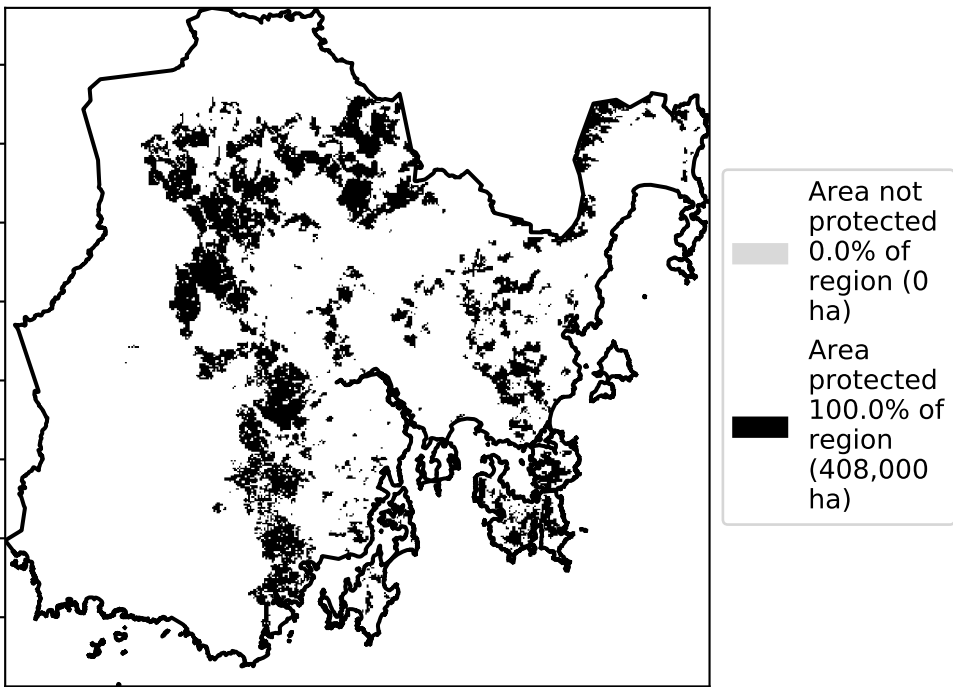 Area not
protected
0.0% of
region (0
ha)
Area
protected
100.0% of
region
(408,000
ha)